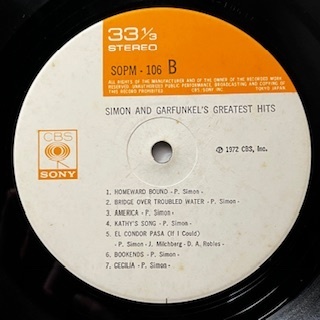 33 1/3
STEREO
SOPM - 106 B
ALL RIGHTS OF THE MANUFACTURER AND OF THE OWNER OF THE RECORDED WORK
RESERVED. UNAUTHORISED PUBLIC PERFORMANCE, BROADCASTING AND COPYING OF
THIS RECORD PROHIBITED CBS/SONY INC. TOKYO JAPAN
SIMON AND GARFUNKEL'S GREATEST HITS
CBS
SONY
℗ 1972 CBS, Inc.
1. HOMEWARD BOUND - P. Simon -
2. BRIDGE OVER TROUBLED WATER - P. Simon -
3. AMERICA - P. Simon -
4. KATHY'S SONG - P. Simon -
5. EL CONDOR PASA (If I Could)
- P. Simon - J. Milchberg - D. A. Robles -
6. BOOKENDS - P. Simon -
7. CECILIA - P. Simon -